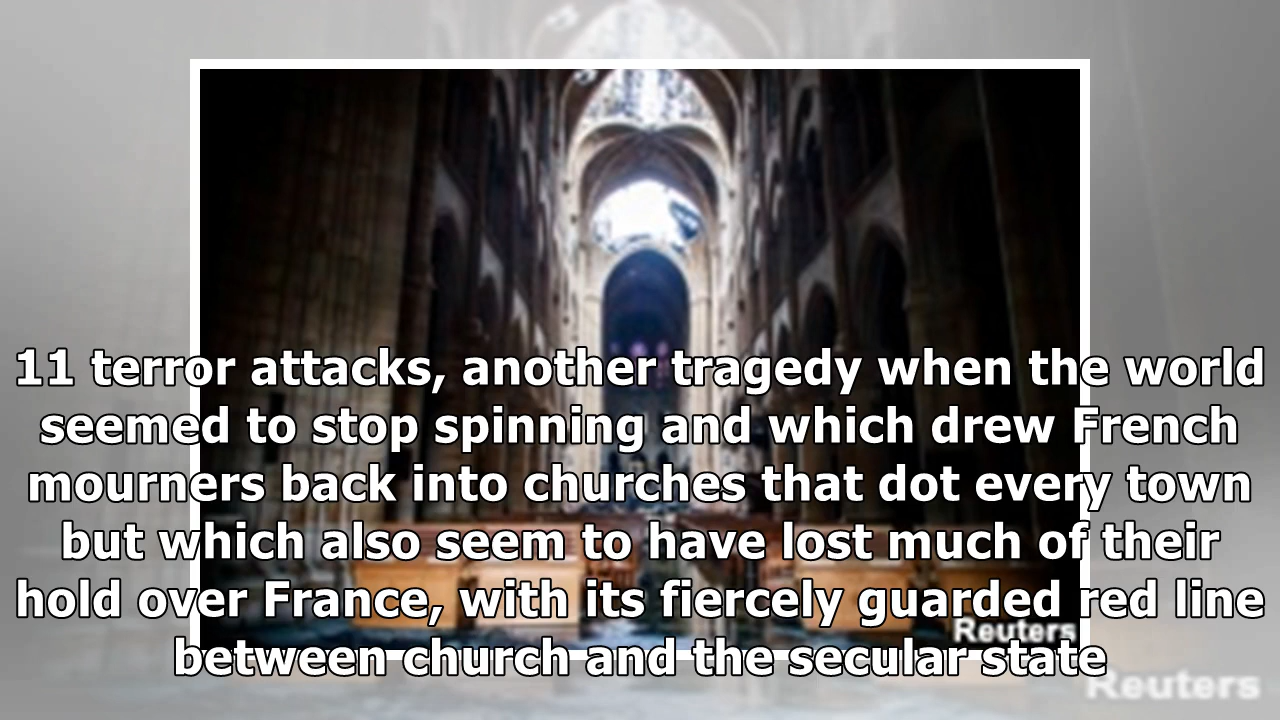 11 terror attacks, another tragedy when the world
seemed to stop spinning and which drew French
mourners back into churches that dot every town
but which also seem to have lost much of their
hold over France, with its fiercely guarded red line
Reuters
between church and the secular state
Reuters